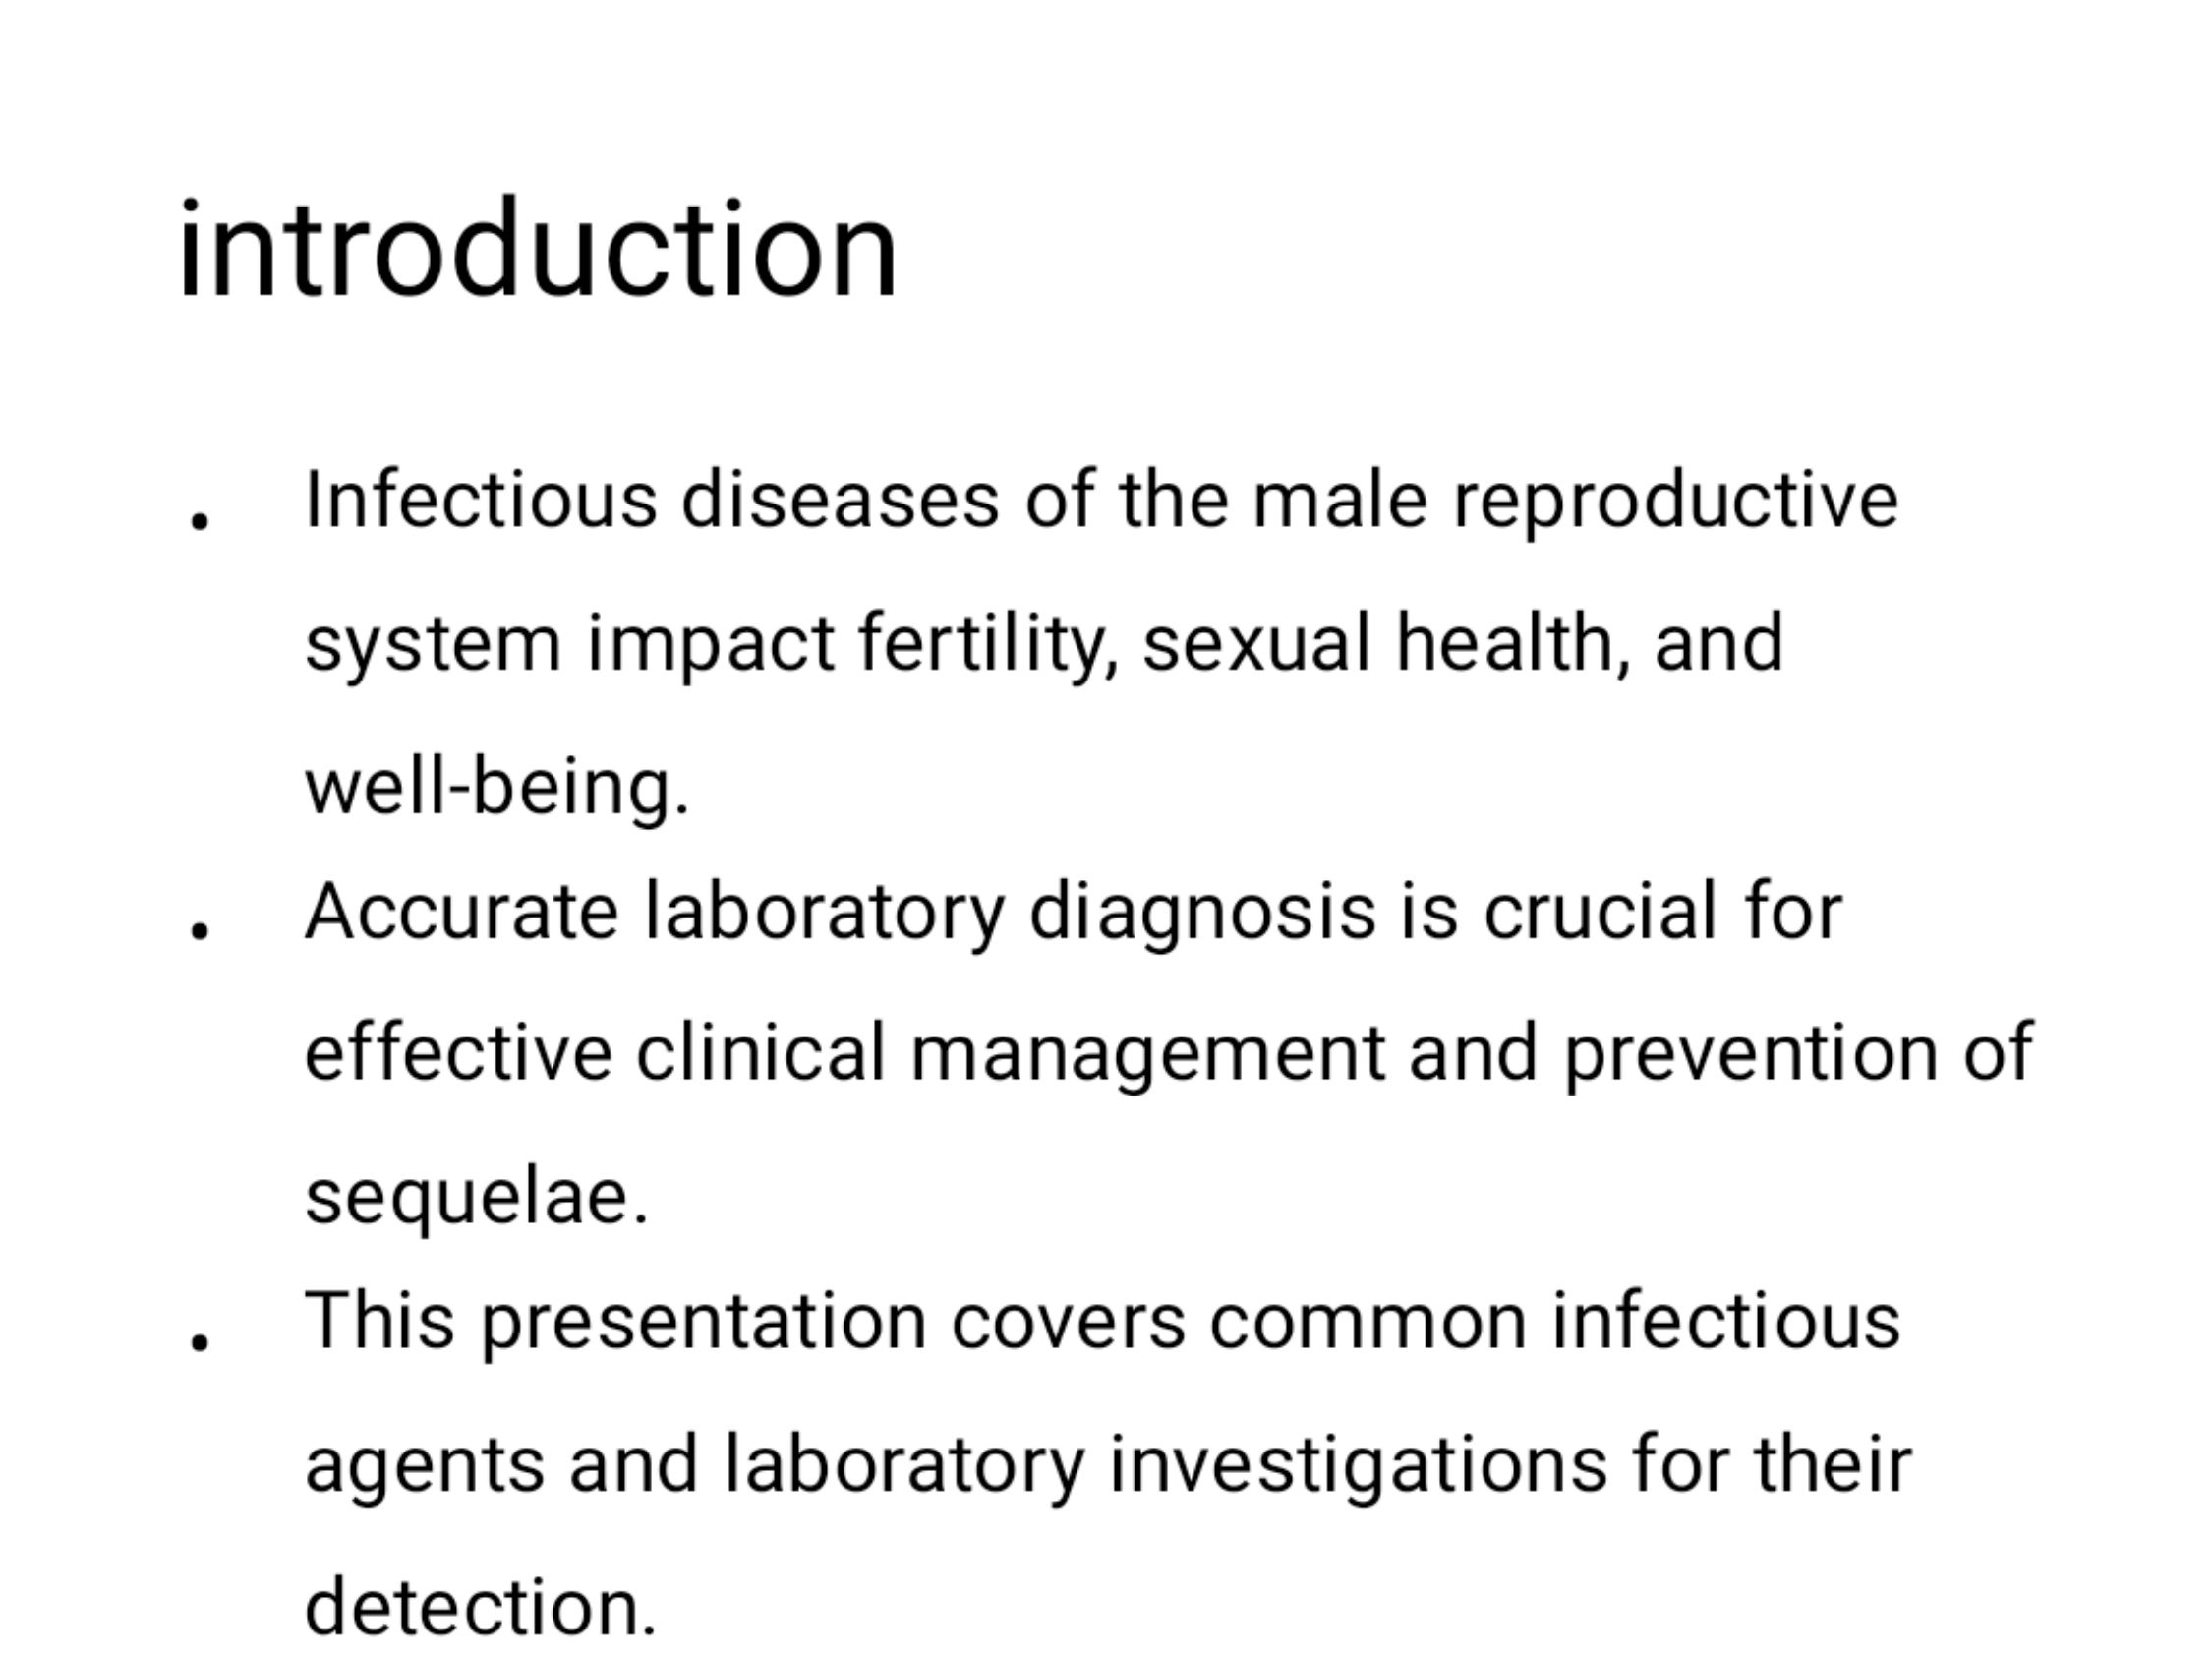 introduction
. Infectious diseases of the male reproductive
system impact fertility, sexual health, and
well-being.
. Accurate laboratory diagnosis is crucial for
effective clinical management and prevention of
sequelae.
. This presentation covers common infectious
agents and laboratory investigations for their
detection.